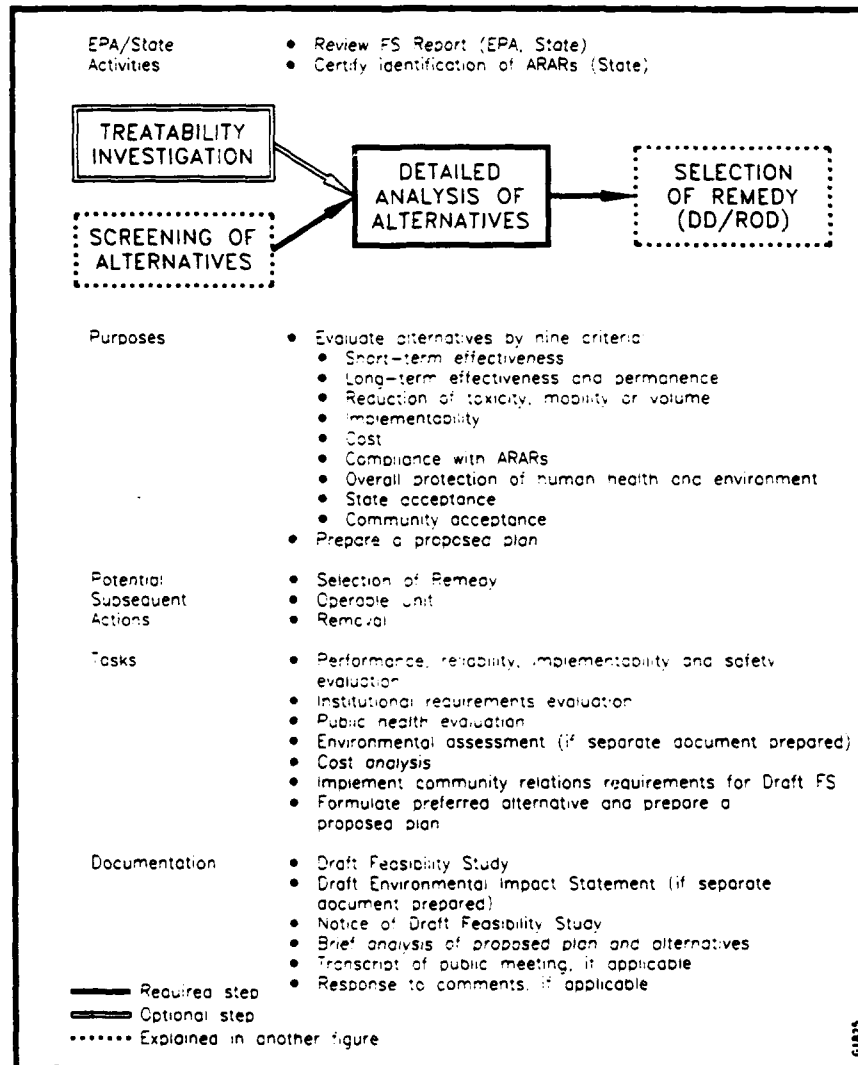 EPA/State
Activities
• Review FS Report (EPA, State)
• Certify identification of ARARs (State)
TREATABILITY
INVESTIGATION
SCREENING OF
ALTERNATIVES
DETAILED
ANALYSIS OF
ALTERNATIVES
SELECTION
OF REMEDY
(DD/ROD)
Purposes
• Evaluate alternatives by nine criteria
• Short-term effectiveness
• Long-term effectiveness and permanence
• Reduction of toxicity, mobility or volume
• Implementability
• Cost
• Compliance with ARARs
• Overall protection of human health and environment
• State acceptance
• Community acceptance
• Prepare a proposed plan
Potential
Subsequent
Actions
• Selection of Remedy
• Operable Unit
• Removal
Tasks
• Performance, reliability, implementability and safety
evaluation
• Institutional requirements evaluation
• Public health evaluation
• Environmental assessment (if separate document prepared)
• Cost analysis
• Implement community relations requirements for Draft FS
• Formulate preferred alternative and prepare a
proposed plan
Documentation
• Draft Feasibility Study
• Draft Environmental Impact Statement (if separate
document prepared)
• Notice of Draft Feasibility Study
• Brief analysis of proposed plan and alternatives
• Transcript of public meeting, if applicable
• Response to comments, if applicable
Required step
Optional step
Explained in another figure